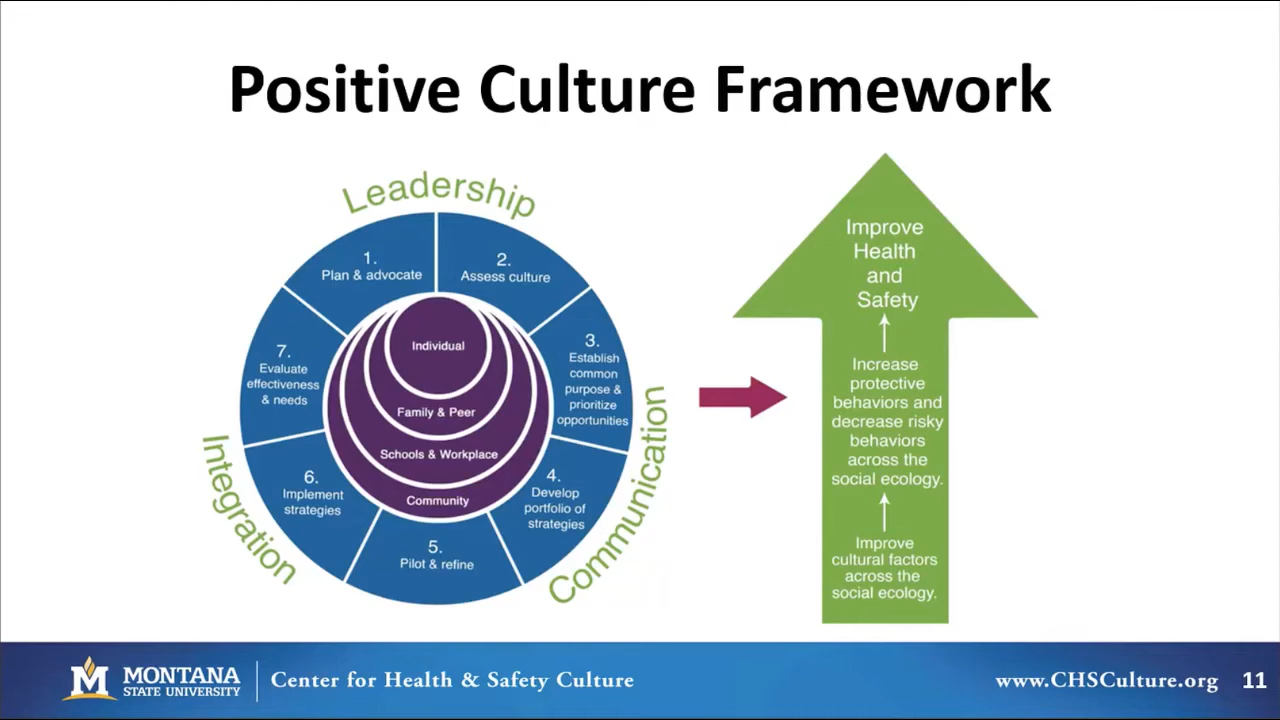 Positive Culture Framework
Leadership
1.
Plan & advocate
2.
Assess culture
3.
Establish
common
purpose &
prioritize
opportunities
4.
Develop
portfolio of
strategies
5.
Pilot & refine
6.
Implement
strategies
7.
Evaluate
effectiveness
& needs
Individual
Family & Peer
Schools & Workplace
Community
Integration
Communication
Improve
Health
and
Safety
Increase
protective
behaviors and
decrease risky
behaviors
across the
social ecology.
Improve
cultural factors
across the
social ecology.
M
MONTANA
STATE UNIVERSITY
Center for Health & Safety Culture
www.CHSCulture.org
11